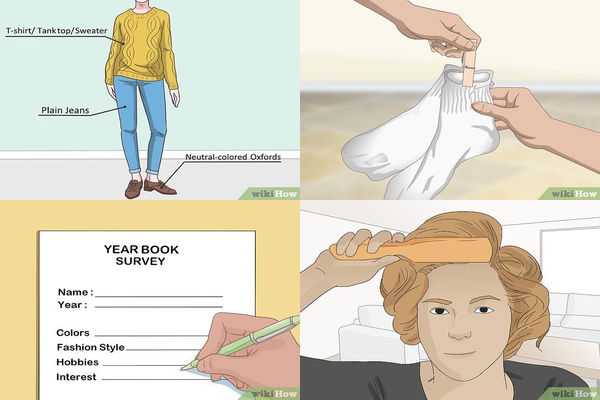 T-shirt/ Tanktop/Sweater
Plain Jeans
Neutral-colored Oxfords
wikiHow
wikiHow
YEAR BOOK
SURVEY
Name:
Year :
Colors
Fashion Style
Hobbies
Interest
wikiHow
wikiHow